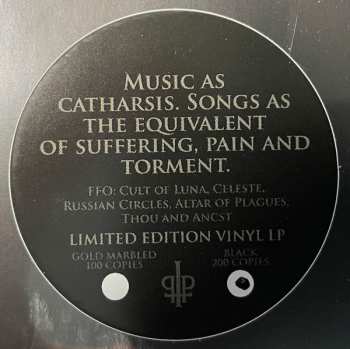 MUSIC AS
CATHARSIS. SONGS AS
THE EQUIVALENT
OF SUFFERING, PAIN AND
TORMENT.
FFO: CULT OF LUNA, CELESTE,
RUSSIAN CIRCLES, ALTAR OF PLAGUES,
THOU AND ANCST
LIMITED EDITION VINYL LP
GOLD MARBLED BLACK
100 COPIES 200 COPIES